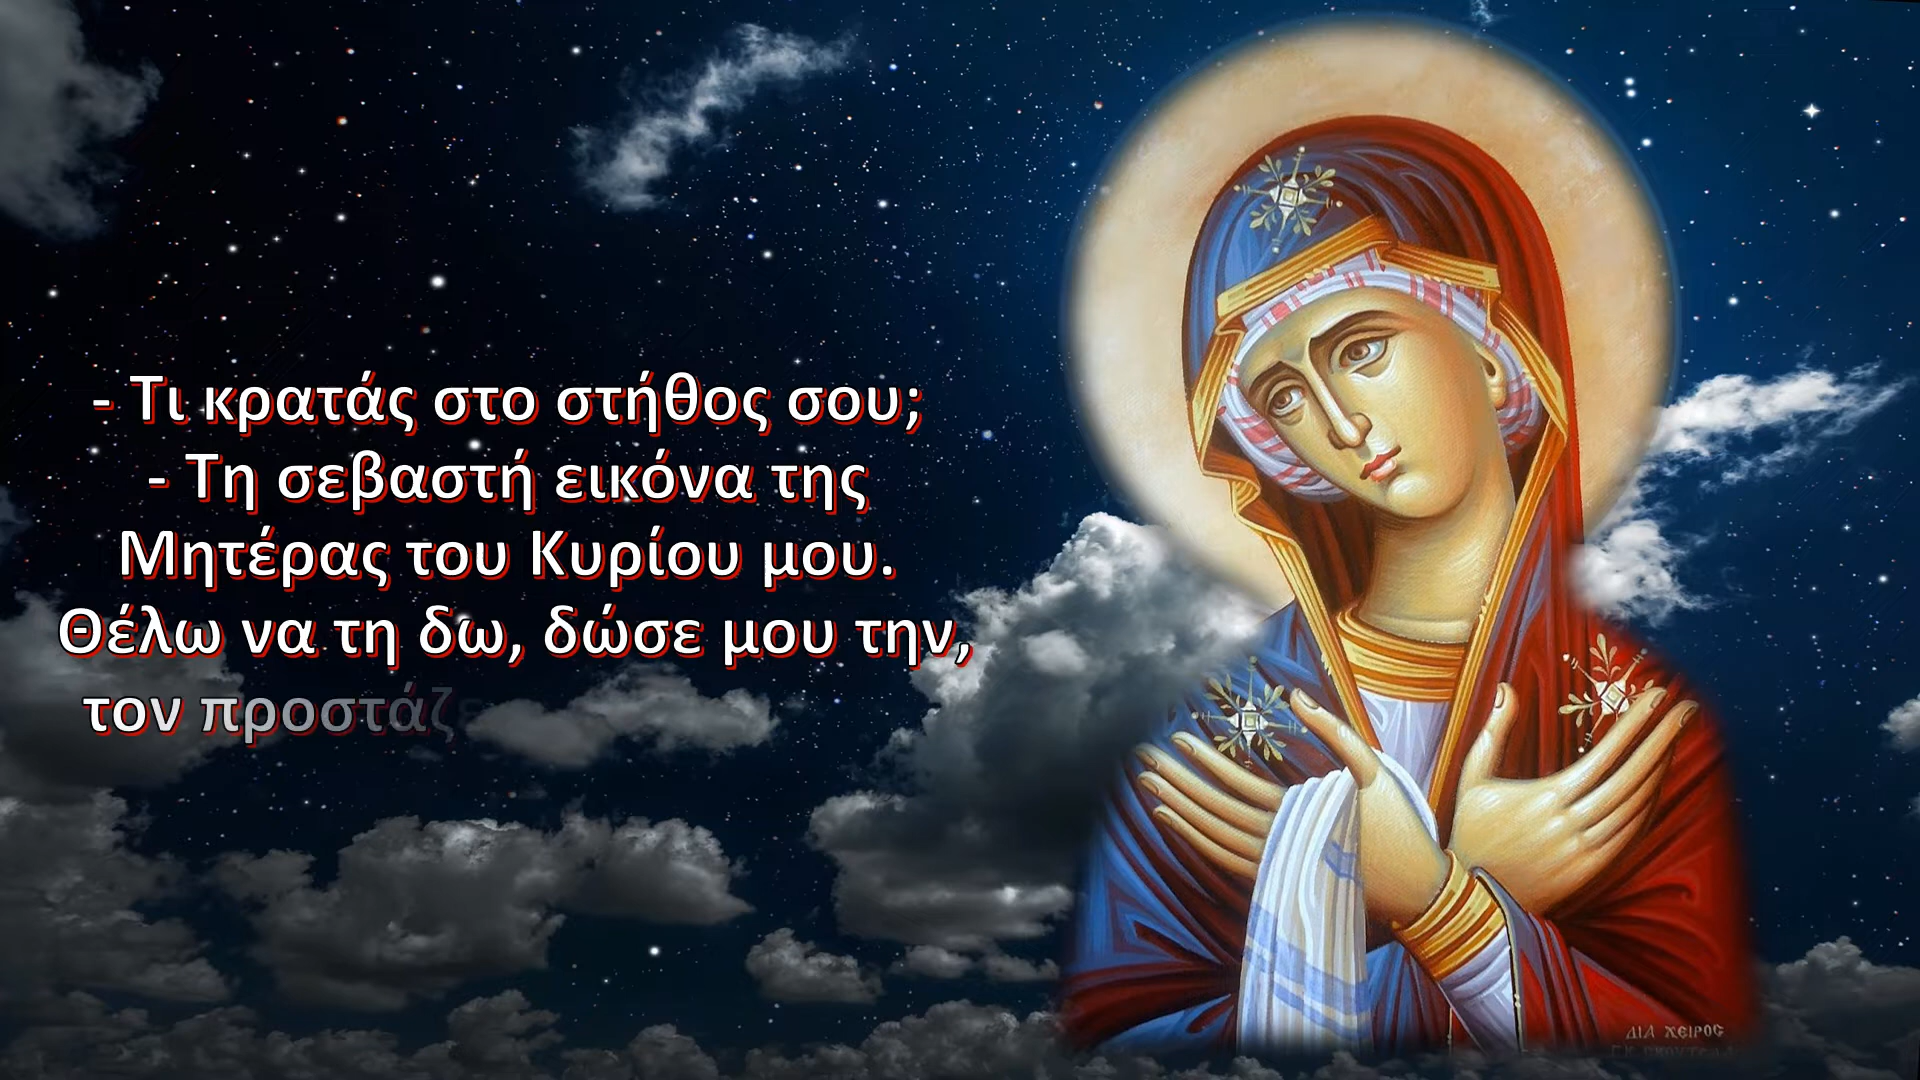 - Τι κρατάς στο στήθος σου;
- Τη σεβαστή εικόνα της
Μητέρας του Κυρίου μου.
Θέλω να τη δω, δώσε μου την,
τον
ΔΙΑ ΧΕΙΡΟC